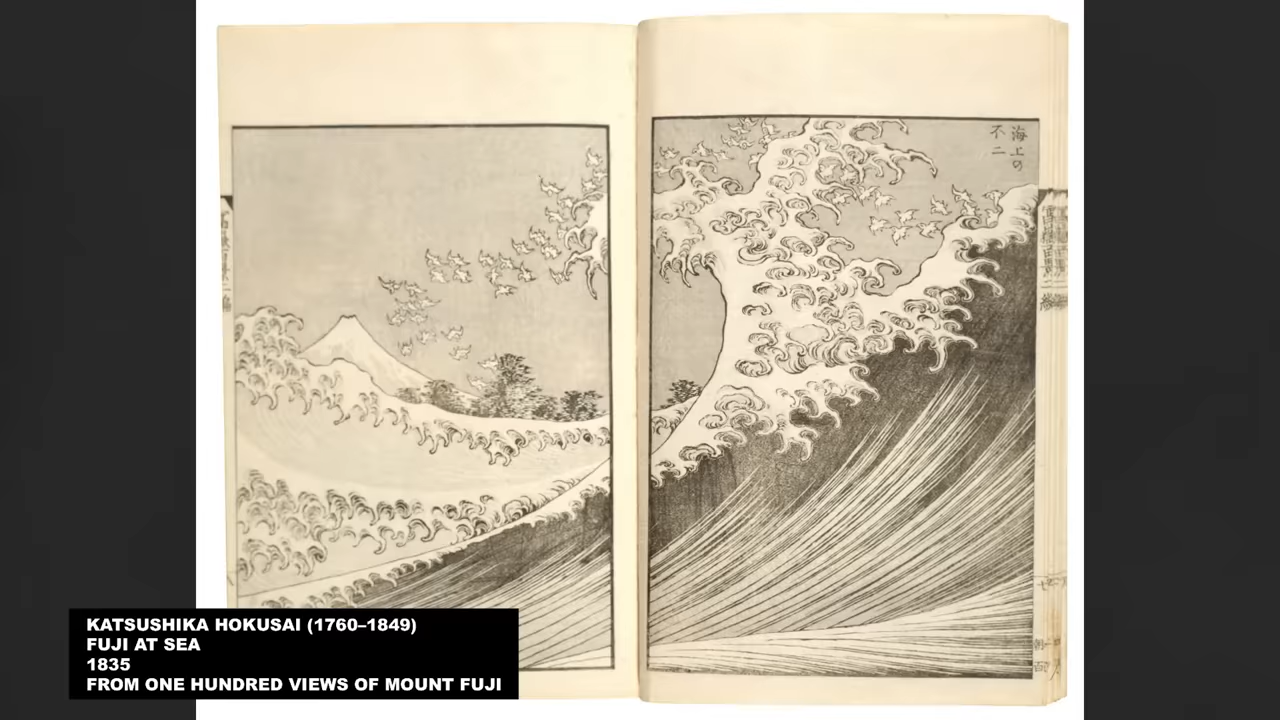 海上の
不二
KATSUSHIKA HOKUSAI (1760–1849)
FUJI AT SEA
1835
FROM ONE HUNDRED VIEWS OF MOUNT FUJI